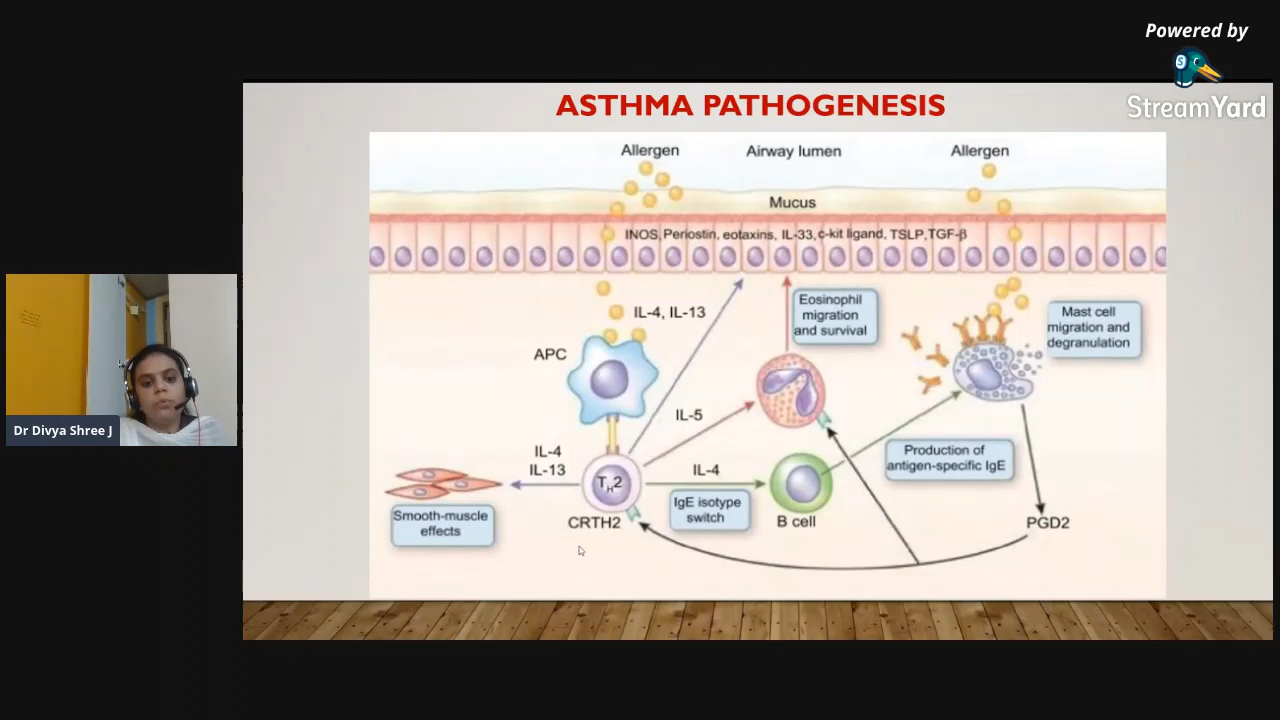 Powered by
StreamYard
ASTHMA PATHOGENESIS
Allergen
Airway lumen
Allergen
Mucus
INOS, Periostin, eotaxins, IL-33, c-kit ligand, TSLP, TGF-β
IL-4, IL-13
Eosinophil
migration
and survival
Mast cell
migration and
degranulation
APC
IL-5
IL-4
IL-13
TH2
IL-4
IgE isotype
switch
Production of
antigen-specific IgE
Smooth-muscle
effects
CRTH2
B cell
PGD2
Dr Divya Shree J